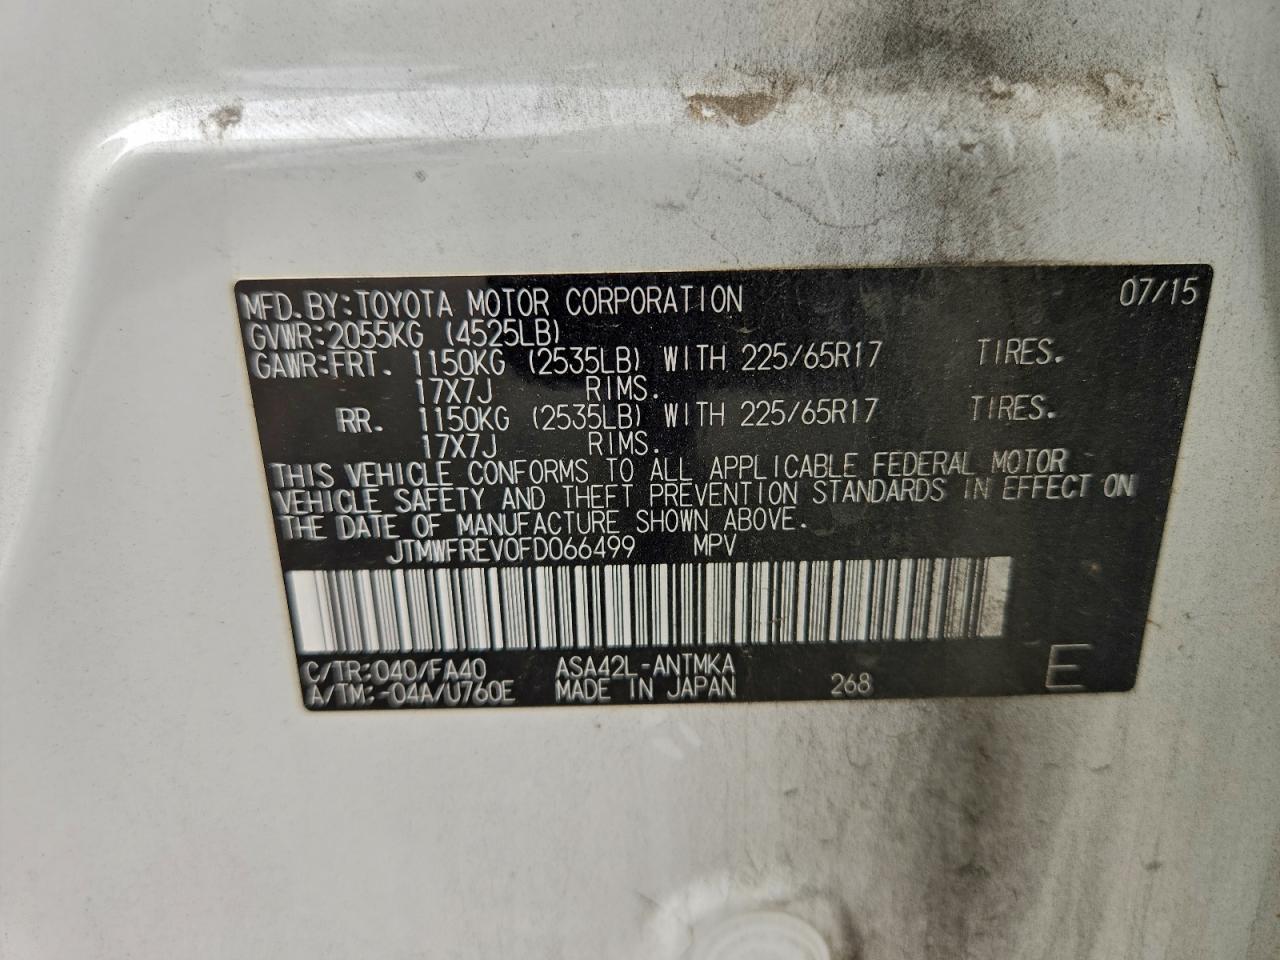 MFD. BY: TOYOTA MOTOR CORPORATION 07/15
GVWR: 2055KG (4525LB)
GAWR: FRT. 1150KG (2535LB) WITH 225/65R17 TIRES.
17X7J RIMS.
RR. 1150KG (2535LB) WITH 225/65R17 TIRES.
17X7J RIMS.
THIS VEHICLE CONFORMS TO ALL APPLICABLE FEDERAL MOTOR
VEHICLE SAFETY AND THEFT PREVENTION STANDARDS IN EFFECT ON
THE DATE OF MANUFACTURE SHOWN ABOVE.
JTMWFREV0FD066499 MPV
C/TR: 040/FA40 ASA42L-ANTMKA
A/TM: -04A/U760E MADE IN JAPAN 268 E